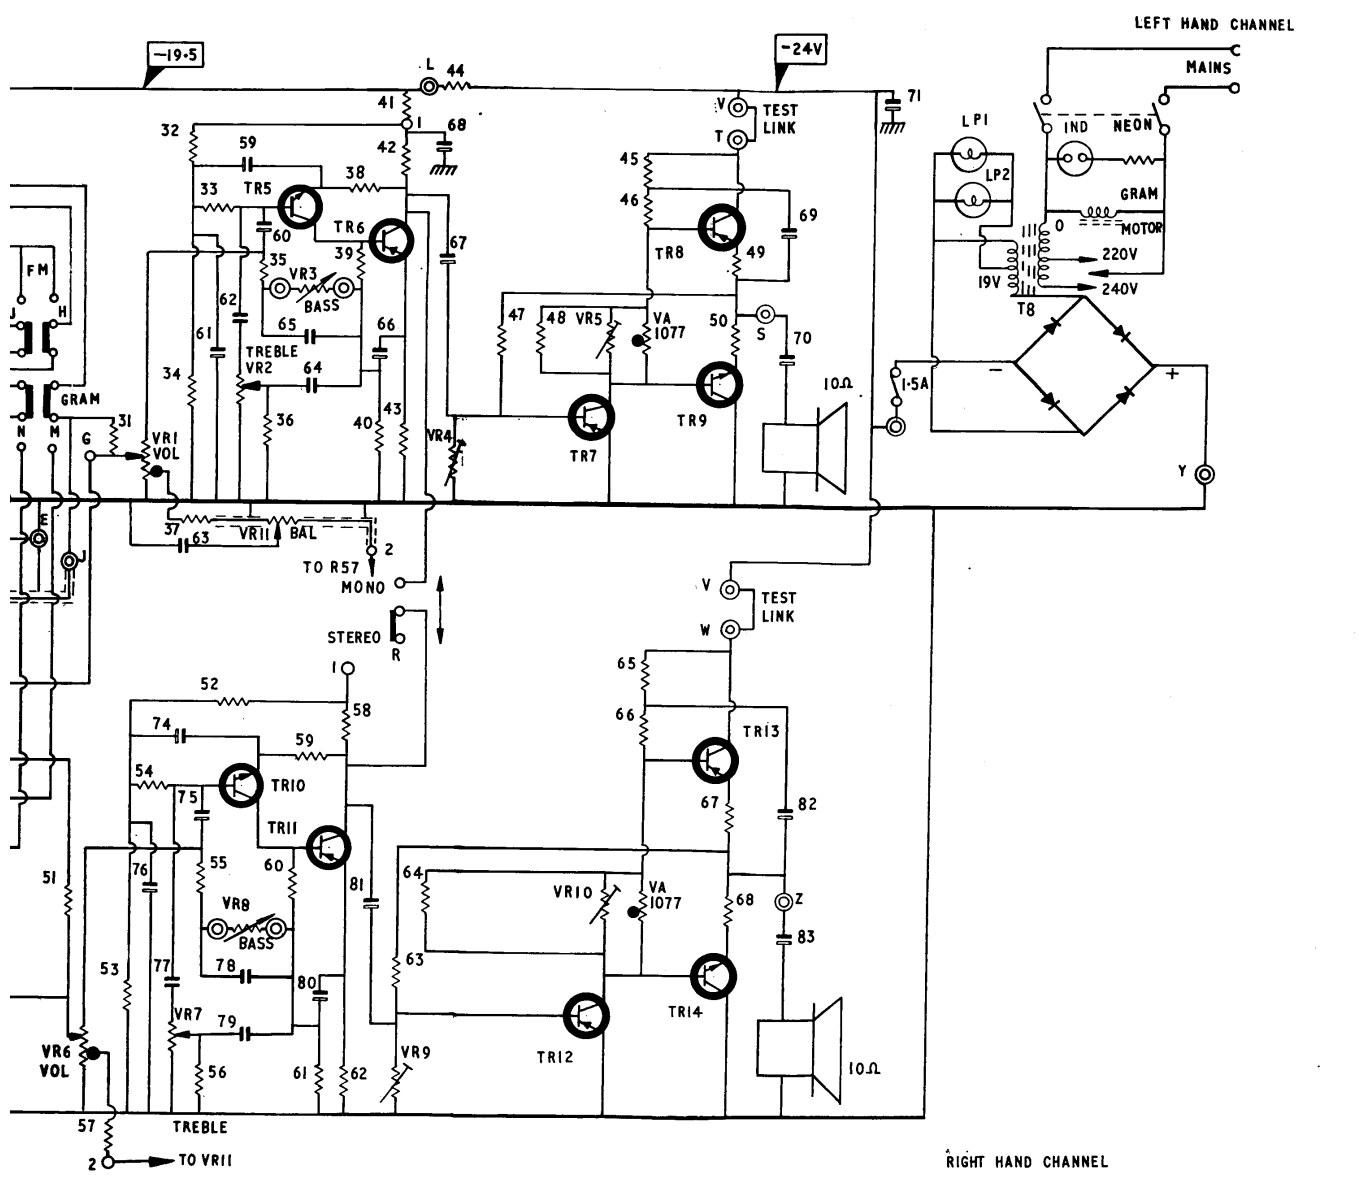 LEFT HAND CHANNEL
MAINS
-19·5
-24V
L 44
41
1
68
42
32
59
TR5
33
38
TR6
60
35
39
67
VR3
BASS
62
61
65
66
TREBLE
VR2
64
34
36
40
43
FM
J
H
GRAM
N
M
31
G
VR1
VOL
VR4
V
TEST
LINK
T
71
45
46
69
TR8
49
47
48
VR5
VA
1077
50
S
70
TR7
TR9
10Ω
LP1
LP2
IND
NEON
GRAM
MOTOR
0
220V
240V
19V
T8
1·5A
-
+
Y
E
J
37
63
VR11
BAL
2
TO R57
MONO
STEREO
R
1
V
TEST
LINK
W
52
58
74
59
54
75
TR10
TR11
76
55
60
81
51
VR8
BASS
53
77
78
80
VR7
79
VR6
VOL
56
61
62
57
TREBLE
2
TO VR11
65
66
TR13
67
82
64
VR10
VA
1077
68
Z
83
63
TR14
TR12
VR9
10Ω
RIGHT HAND CHANNEL